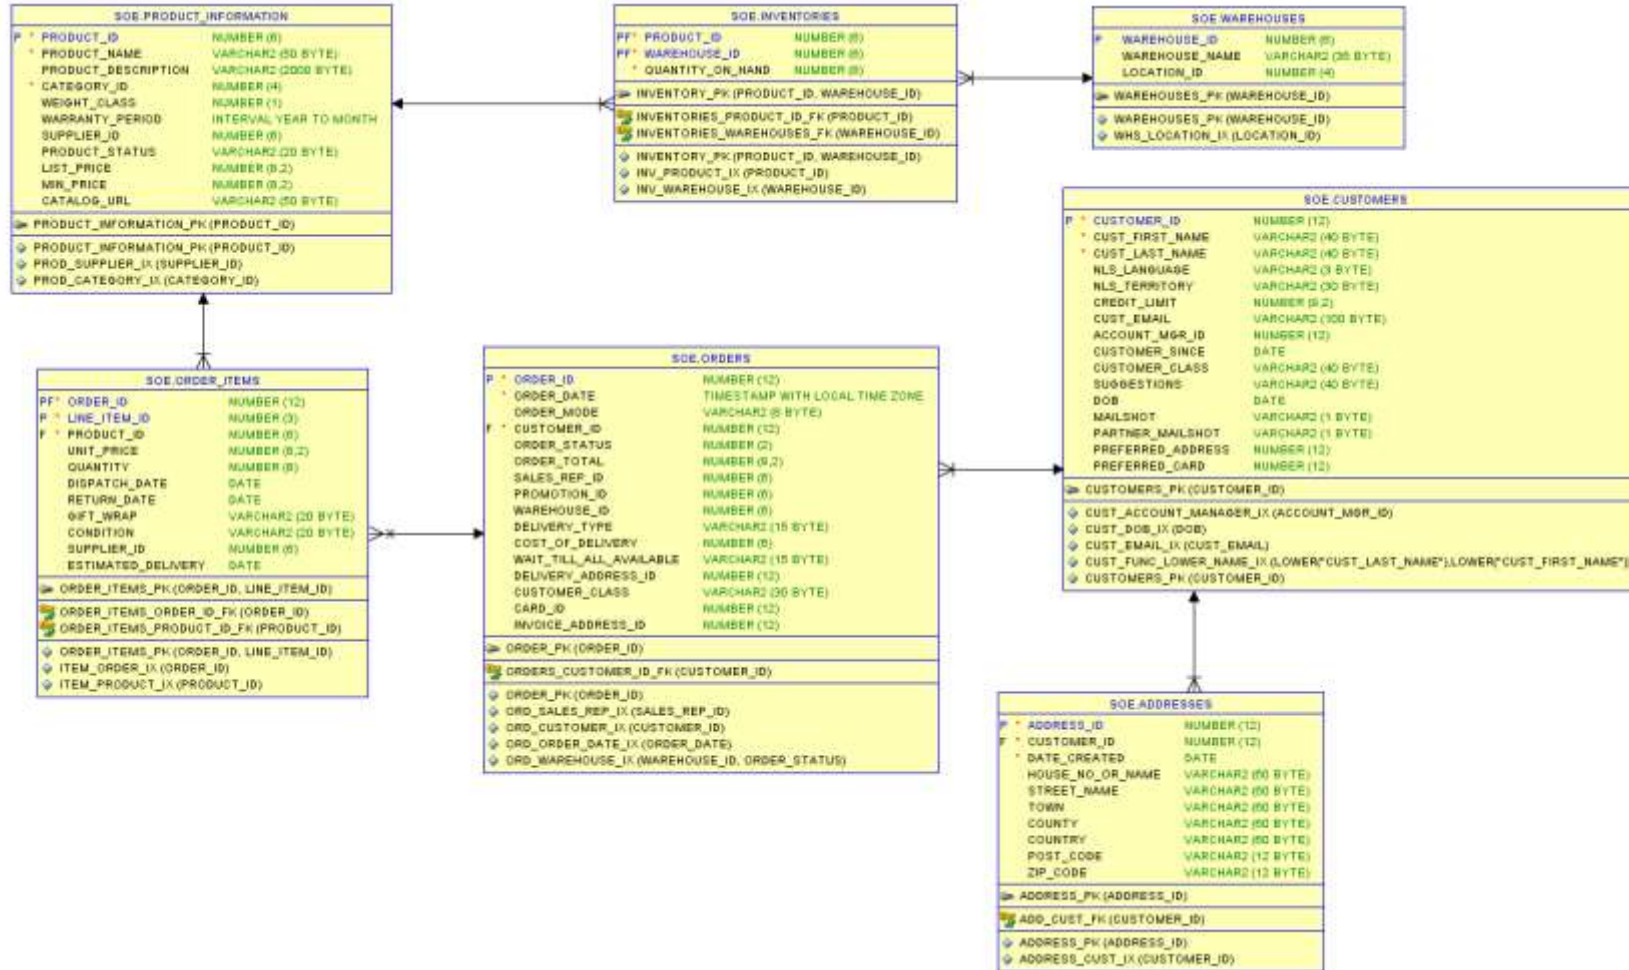 SOE.PRODUCT_INFORMATION
P * PRODUCT_ID NUMBER (6)
* PRODUCT_NAME VARCHAR2 (50 BYTE)
PRODUCT_DESCRIPTION VARCHAR2 (2000 BYTE)
* CATEGORY_ID NUMBER (4)
WEIGHT_CLASS NUMBER (1)
WARRANTY_PERIOD INTERVAL YEAR TO MONTH
SUPPLIER_ID NUMBER (6)
PRODUCT_STATUS VARCHAR2 (20 BYTE)
LIST_PRICE NUMBER (8,2)
MIN_PRICE NUMBER (8,2)
CATALOG_URL VARCHAR2 (50 BYTE)
PRODUCT_INFORMATION_PK (PRODUCT_ID)
PRODUCT_INFORMATION_PK (PRODUCT_ID)
PROD_SUPPLIER_IX (SUPPLIER_ID)
PROD_CATEGORY_IX (CATEGORY_ID)
SOE.INVENTORIES
PF* PRODUCT_ID NUMBER (6)
PF* WAREHOUSE_ID NUMBER (6)
* QUANTITY_ON_HAND NUMBER (8)
INVENTORY_PK (PRODUCT_ID, WAREHOUSE_ID)
INVENTORIES_PRODUCT_ID_FK (PRODUCT_ID)
INVENTORIES_WAREHOUSES_FK (WAREHOUSE_ID)
INVENTORY_PK (PRODUCT_ID, WAREHOUSE_ID)
INV_PRODUCT_IX (PRODUCT_ID)
INV_WAREHOUSE_IX (WAREHOUSE_ID)
SOE.WAREHOUSES
P WAREHOUSE_ID NUMBER (6)
WAREHOUSE_NAME VARCHAR2 (35 BYTE)
LOCATION_ID NUMBER (4)
WAREHOUSES_PK (WAREHOUSE_ID)
WAREHOUSES_PK (WAREHOUSE_ID)
WHS_LOCATION_IX (LOCATION_ID)
SOE.CUSTOMERS
P * CUSTOMER_ID NUMBER (12)
* CUST_FIRST_NAME VARCHAR2 (40 BYTE)
* CUST_LAST_NAME VARCHAR2 (40 BYTE)
NLS_LANGUAGE VARCHAR2 (3 BYTE)
NLS_TERRITORY VARCHAR2 (30 BYTE)
CREDIT_LIMIT NUMBER (9,2)
CUST_EMAIL VARCHAR2 (100 BYTE)
ACCOUNT_MGR_ID NUMBER (12)
CUSTOMER_SINCE DATE
CUSTOMER_CLASS VARCHAR2 (40 BYTE)
SUGGESTIONS VARCHAR2 (40 BYTE)
DOB DATE
MAILSHOT VARCHAR2 (1 BYTE)
PARTNER_MAILSHOT VARCHAR2 (1 BYTE)
PREFERRED_ADDRESS NUMBER (12)
PREFERRED_CARD NUMBER (12)
CUSTOMERS_PK (CUSTOMER_ID)
CUST_ACCOUNT_MANAGER_IX (ACCOUNT_MGR_ID)
CUST_DOB_IX (DOB)
CUST_EMAIL_IX (CUST_EMAIL)
CUST_FUNC_LOWER_NAME_IX (LOWER("CUST_LAST_NAME"),LOWER("CUST_FIRST_NAME"))
CUSTOMERS_PK (CUSTOMER_ID)
SOE.ORDER_ITEMS
PF* ORDER_ID NUMBER (12)
P * LINE_ITEM_ID NUMBER (3)
F * PRODUCT_ID NUMBER (6)
UNIT_PRICE NUMBER (8,2)
QUANTITY NUMBER (8)
DISPATCH_DATE DATE
RETURN_DATE DATE
GIFT_WRAP VARCHAR2 (20 BYTE)
CONDITION VARCHAR2 (20 BYTE)
SUPPLIER_ID NUMBER (6)
ESTIMATED_DELIVERY DATE
ORDER_ITEMS_PK (ORDER_ID, LINE_ITEM_ID)
ORDER_ITEMS_ORDER_ID_FK (ORDER_ID)
ORDER_ITEMS_PRODUCT_ID_FK (PRODUCT_ID)
ORDER_ITEMS_PK (ORDER_ID, LINE_ITEM_ID)
ITEM_ORDER_IX (ORDER_ID)
ITEM_PRODUCT_IX (PRODUCT_ID)
SOE.ORDERS
P * ORDER_ID NUMBER (12)
* ORDER_DATE TIMESTAMP WITH LOCAL TIME ZONE
ORDER_MODE VARCHAR2 (8 BYTE)
F * CUSTOMER_ID NUMBER (12)
ORDER_STATUS NUMBER (2)
ORDER_TOTAL NUMBER (8,2)
SALES_REP_ID NUMBER (6)
PROMOTION_ID NUMBER (6)
WAREHOUSE_ID NUMBER (6)
DELIVERY_TYPE VARCHAR2 (15 BYTE)
COST_OF_DELIVERY NUMBER (6)
WAIT_TILL_ALL_AVAILABLE VARCHAR2 (15 BYTE)
DELIVERY_ADDRESS_ID NUMBER (12)
CUSTOMER_CLASS VARCHAR2 (30 BYTE)
CARD_ID NUMBER (12)
INVOICE_ADDRESS_ID NUMBER (12)
ORDER_PK (ORDER_ID)
ORDERS_CUSTOMER_ID_FK (CUSTOMER_ID)
ORDER_PK (ORDER_ID)
ORD_SALES_REP_IX (SALES_REP_ID)
ORD_CUSTOMER_IX (CUSTOMER_ID)
ORD_ORDER_DATE_IX (ORDER_DATE)
ORD_WAREHOUSE_IX (WAREHOUSE_ID, ORDER_STATUS)
SOE.ADDRESSES
P * ADDRESS_ID NUMBER (12)
F * CUSTOMER_ID NUMBER (12)
* DATE_CREATED DATE
HOUSE_NO_OR_NAME VARCHAR2 (60 BYTE)
STREET_NAME VARCHAR2 (60 BYTE)
TOWN VARCHAR2 (60 BYTE)
COUNTY VARCHAR2 (60 BYTE)
COUNTRY VARCHAR2 (60 BYTE)
POST_CODE VARCHAR2 (12 BYTE)
ZIP_CODE VARCHAR2 (12 BYTE)
ADDRESS_PK (ADDRESS_ID)
ADD_CUST_FK (CUSTOMER_ID)
ADDRESS_PK (ADDRESS_ID)
ADDRESS_CUST_IX (CUSTOMER_ID)